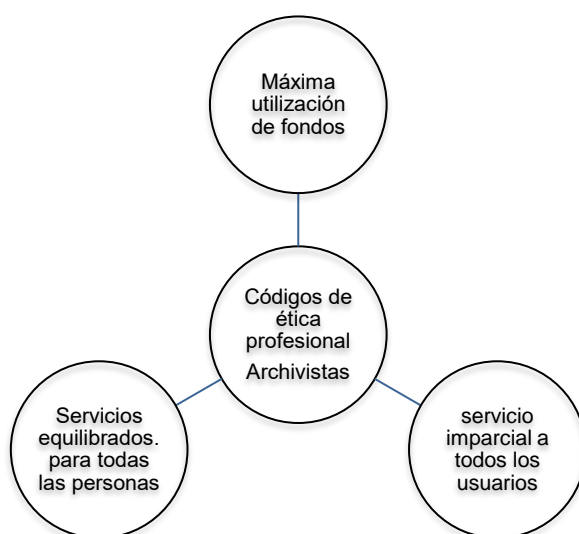 Máxima
utilización
de fondos
Códigos de
ética
profesional
Archivistas
Servicios
equilibrados.
para todas
las personas
servicio
imparcial a
todos los
usuarios